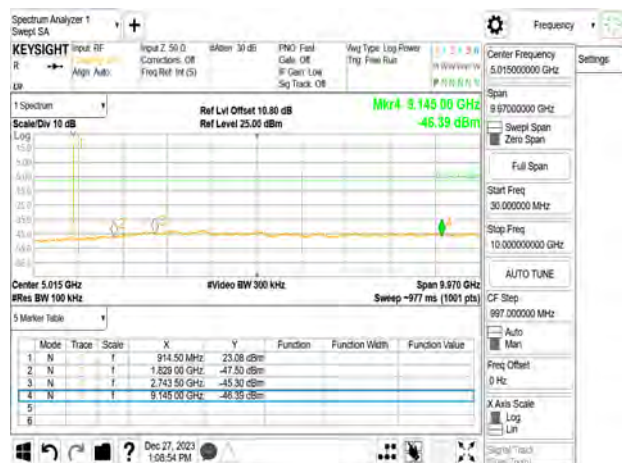 Spectrum Analyzer 1
Swept SA
Frequency
KEYSIGHT Input: RF
Input Z: 50 Ω
#Atten: 30 dB
PNO: Fast
Avg Type: Log-Power
R
Corrections: Off
Gate: Off
Trig: Free Run
Align: Auto
Freq Ref: Int (S)
IF Gain: Low
Sig Track: Off
P N N N N N
1 Spectrum
Ref Lvl Offset 10.80 dB
Mkr4 9.145 00 GHz
Scale/Div 10 dB
Ref Level 25.00 dBm
-46.39 dBm
Log
15.0
5.00
Center 5.015 GHz
#Video BW 300 kHz
Span 9.970 GHz
#Res BW 100 kHz
Sweep ~977 ms (1001 pts)
5 Marker Table
Mode Trace Scale X Y Function Function Width Function Value
1 N f 914.50 MHz 23.08 dBm
2 N f 1.829 00 GHz -47.50 dBm
3 N f 2.743 50 GHz -45.30 dBm
4 N f 9.145 00 GHz -46.39 dBm
5
6
Dec 27, 2023
1:08:54 PM
Center Frequency
5.015000000 GHz
Settings
Span
9.97000000 GHz
Swept Span
Zero Span
Full Span
Start Freq
30.000000 MHz
Stop Freq
10.000000000 GHz
AUTO TUNE
CF Step
997.000000 MHz
Auto
Man
Freq Offset
0 Hz
X Axis Scale
Log
Lin
Signal Track